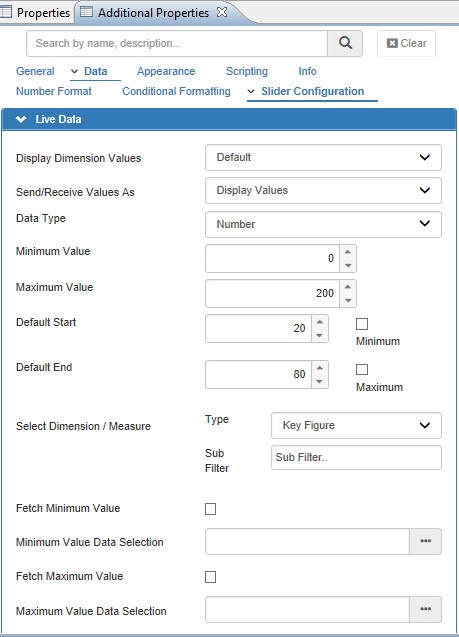 Properties Additional Properties
Search by name, description... Clear
General Data Appearance Scripting Info
Number Format Conditional Formatting Slider Configuration
Live Data
Display Dimension Values Default
Send/Receive Values As Display Values
Data Type Number
Minimum Value 0
Maximum Value 200
Default Start 20
Minimum
Default End 80
Maximum
Select Dimension / Measure Type Key Figure
Sub Filter Sub Filter..
Fetch Minimum Value
Minimum Value Data Selection ...
Fetch Maximum Value
Maximum Value Data Selection ...